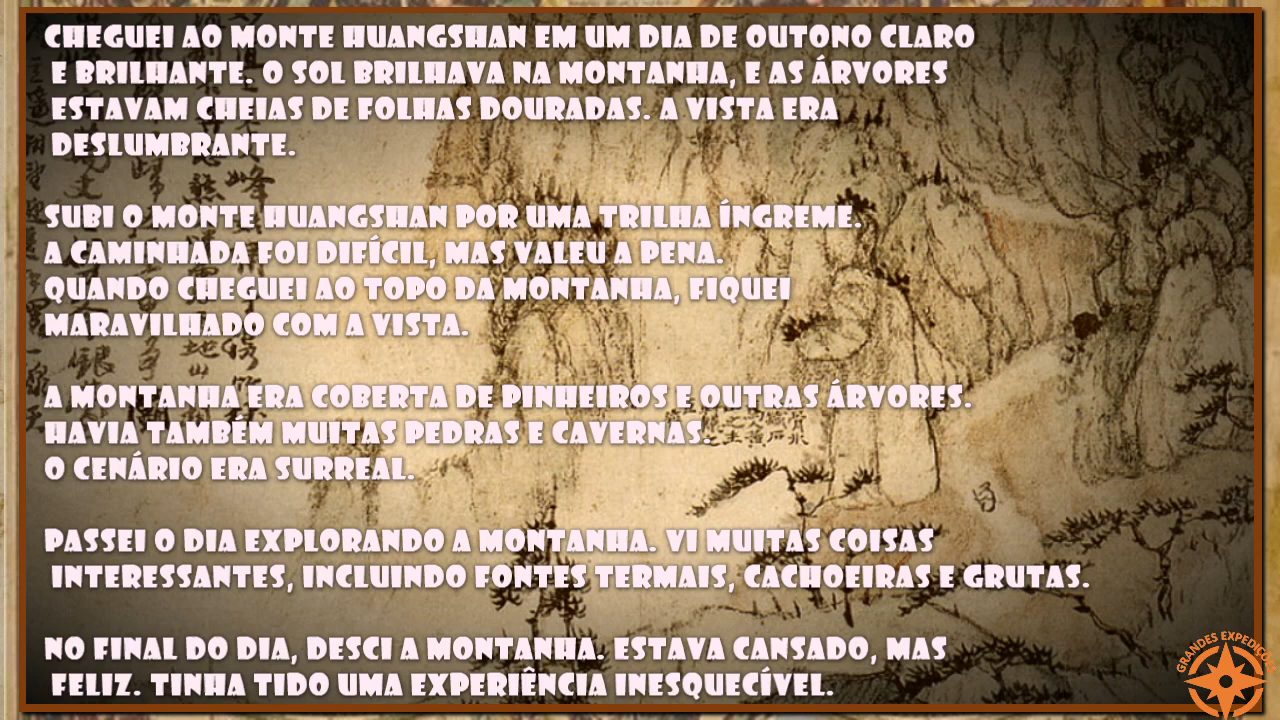 CHEGUEI AO MONTE HUANGSHAN EM UM DIA DE OUTONO CLARO
E BRILHANTE. O SOL BRILHAVA NA MONTANHA, E AS ÁRVORES
ESTAVAM CHEIAS DE FOLHAS DOURADAS. A VISTA ERA
DESLUMBRANTE.
SUBI O MONTE HUANGSHAN POR UMA TRILHA ÍNGREME.
A CAMINHADA FOI DIFÍCIL, MAS VALEU A PENA.
QUANDO CHEGUEI AO TOPO DA MONTANHA, FIQUEI
MARAVILHADO COM A VISTA.
A MONTANHA ERA COBERTA DE PINHEIROS E OUTRAS ÁRVORES.
HAVIA TAMBÉM MUITAS PEDRAS E CAVERNAS.
O CENÁRIO ERA SURREAL.
PASSEI O DIA EXPLORANDO A MONTANHA. VI MUITAS COISAS
INTERESSANTES, INCLUINDO FONTES TERMAIS, CACHOEIRAS E GRUTAS.
NO FINAL DO DIA, DESCI A MONTANHA. ESTAVA CANSADO, MAS
FELIZ. TINHA TIDO UMA EXPERIÊNCIA INESQUECÍVEL.
GRANDES